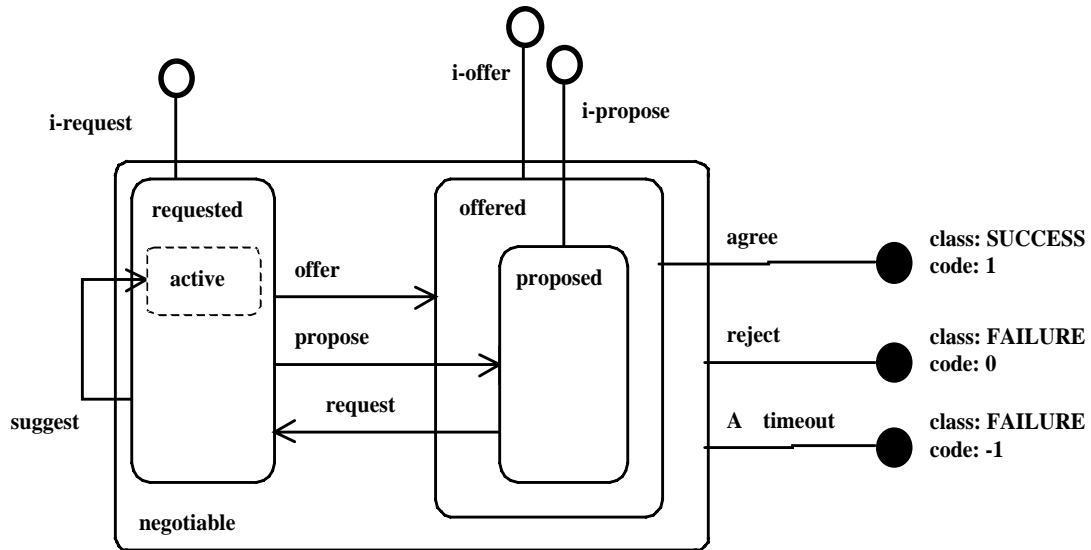 i-offer
i-propose
i-request
requested
offered
active
offer
proposed
agree
class: SUCCESS
code: 1
propose
reject
class: FAILURE
code: 0
request
suggest
A timeout
class: FAILURE
code: -1
negotiable